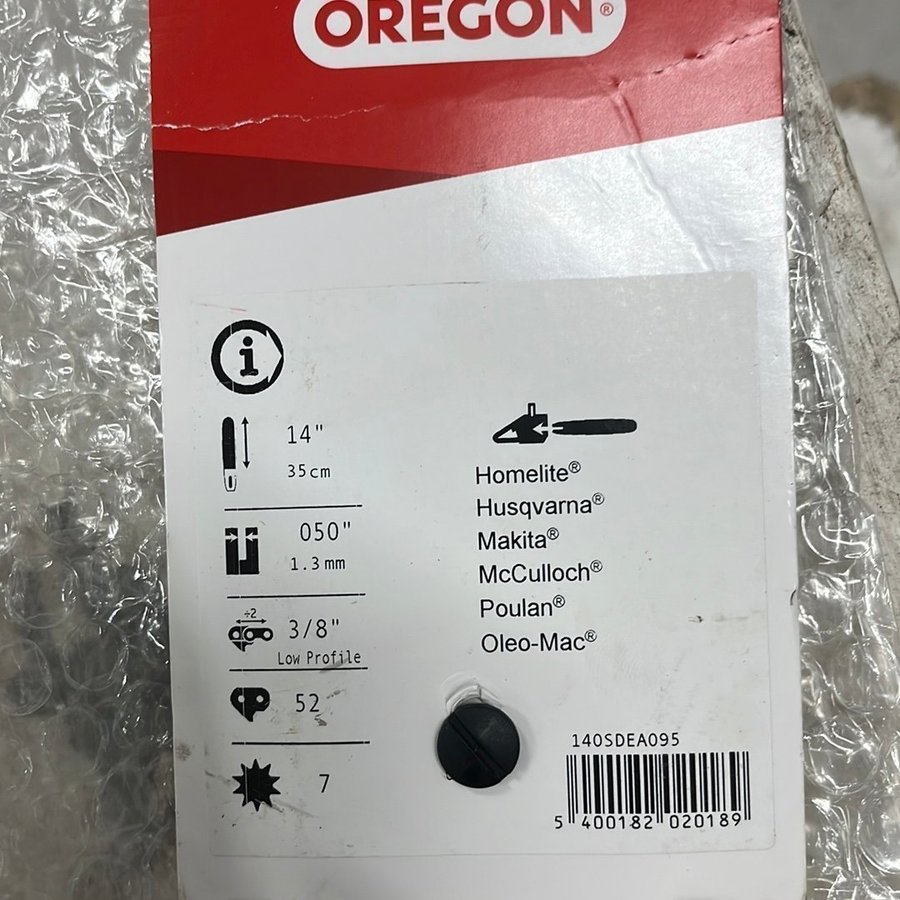 OREGON®
i
14"
35cm
050"
1.3mm
÷2
3/8"
Low Profile
52
7
Homelite®
Husqvarna®
Makita®
McCulloch®
Poulan®
Oleo-Mac®
140SDEA095
5 400182 020189